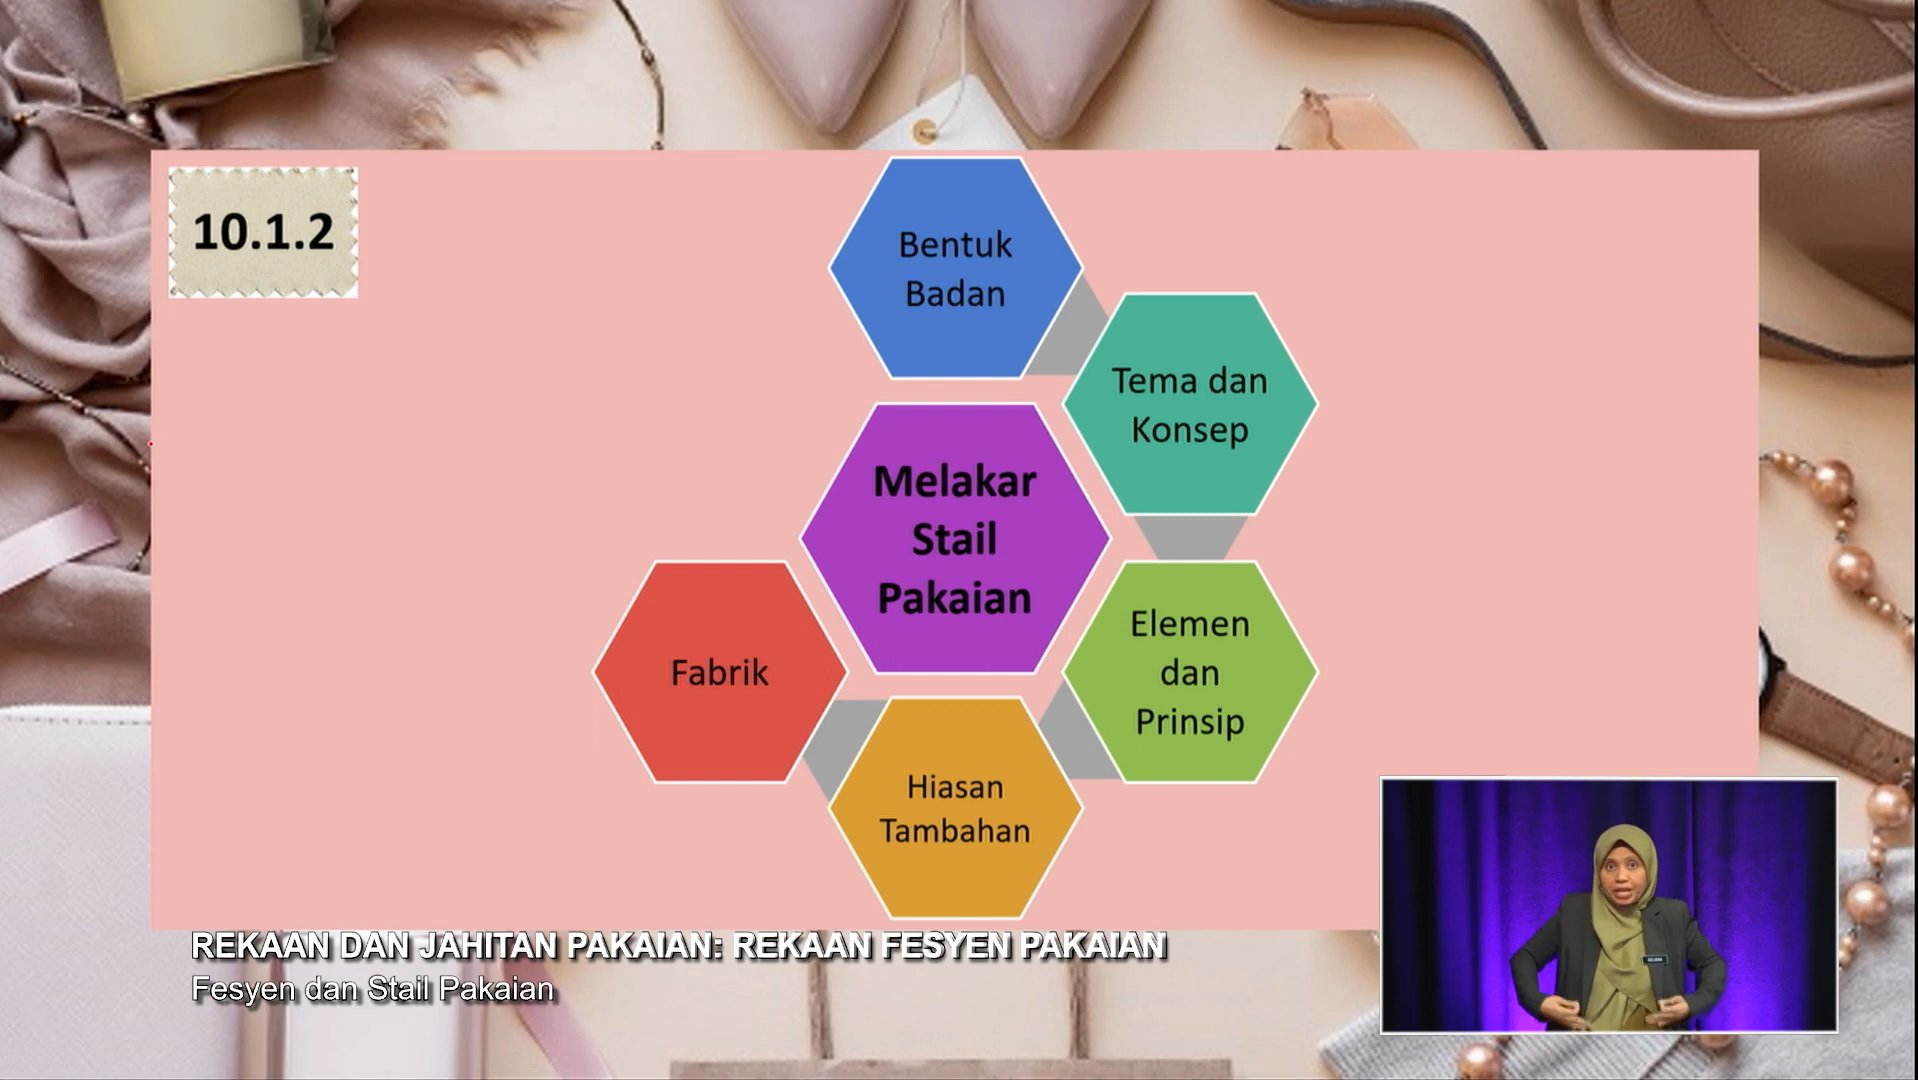 10.1.2
Bentuk
Badan
Tema dan
Konsep
Melakar
Stail
Pakaian
Elemen
dan
Prinsip
Fabrik
Hiasan
Tambahan
REKAAN DAN JAHITAN PAKAIAN: REKAAN FESYEN PAKAIAN
Fesyen dan Stail Pakaian